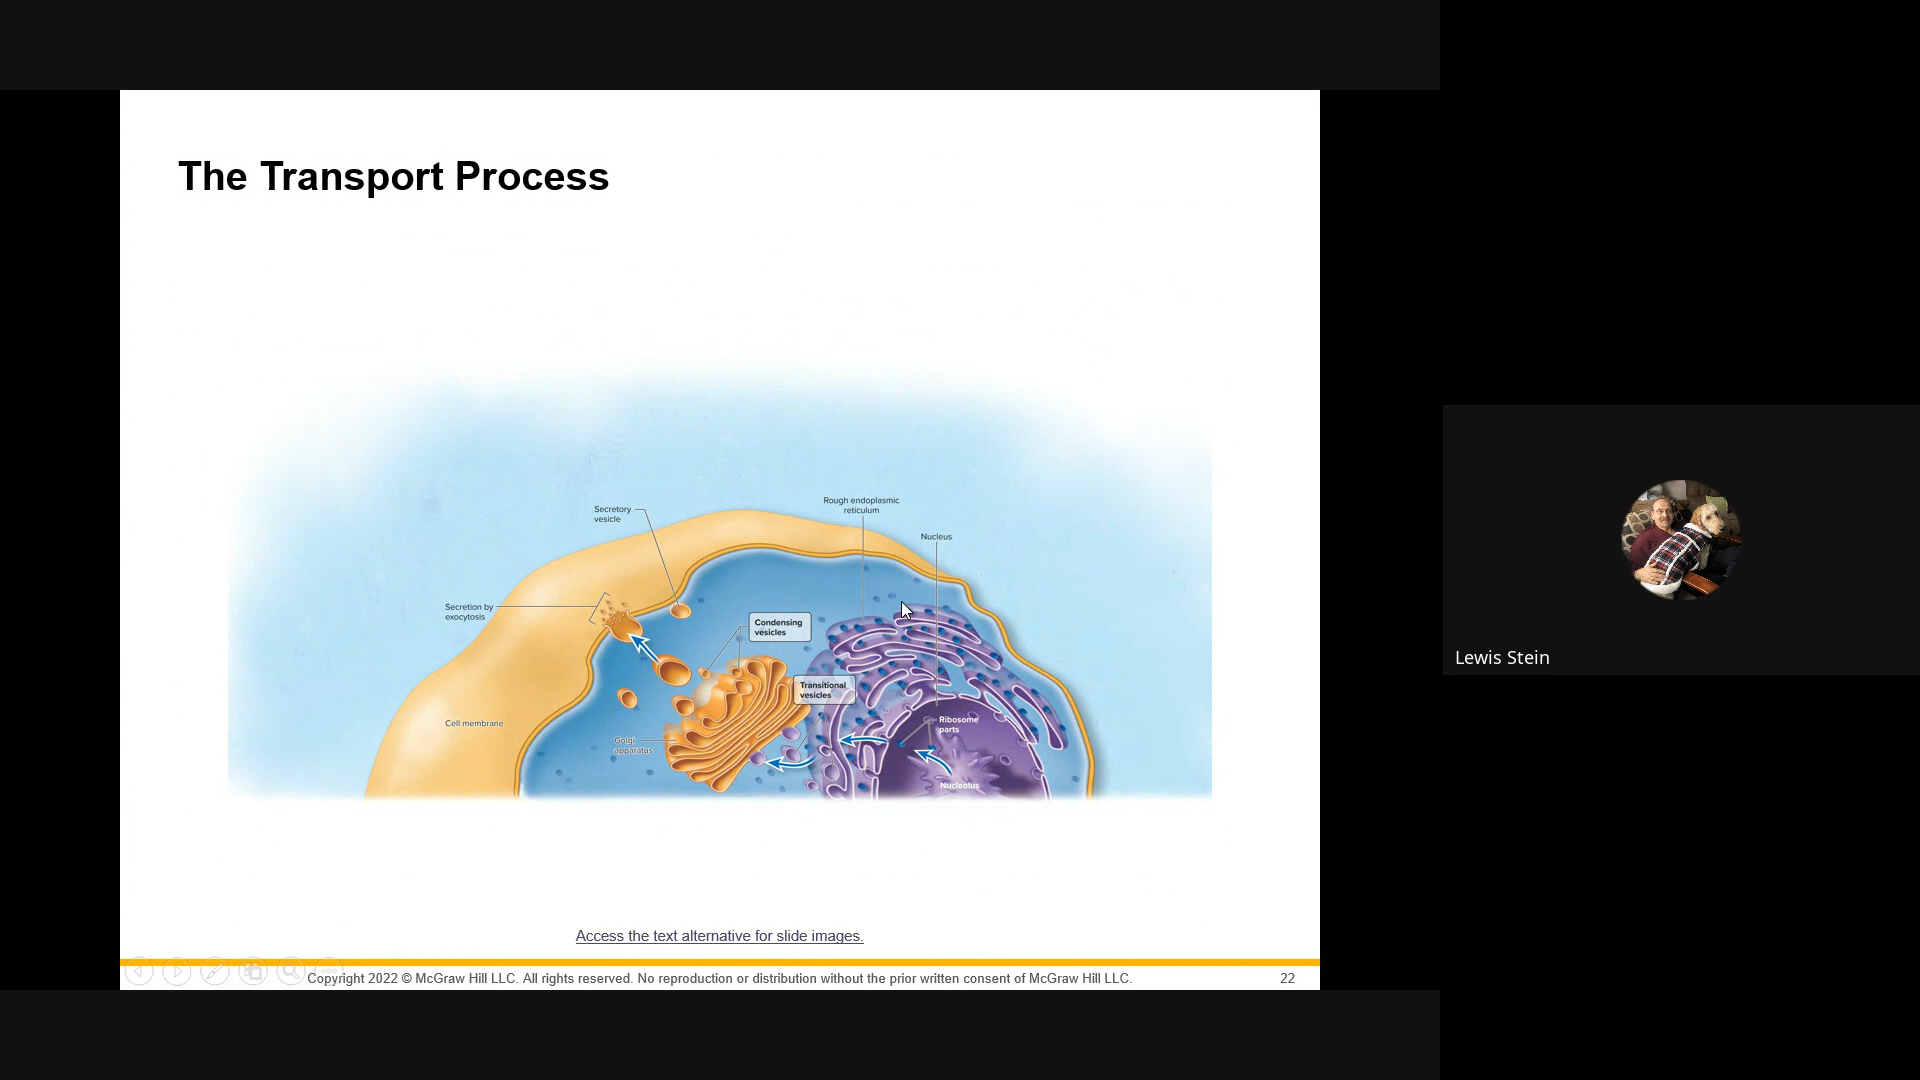 The Transport Process
Secretory
vesicle
Rough endoplasmic
reticulum
Nucleus
Secretion by
exocytosis
Condensing
vesicles
Transitional
vesicles
Cell membrane
Golgi
apparatus
Ribosome
parts
Nucleolus
Access the text alternative for slide images.
Copyright 2022 © McGraw Hill LLC. All rights reserved. No reproduction or distribution without the prior written consent of McGraw Hill LLC.
22
Lewis Stein